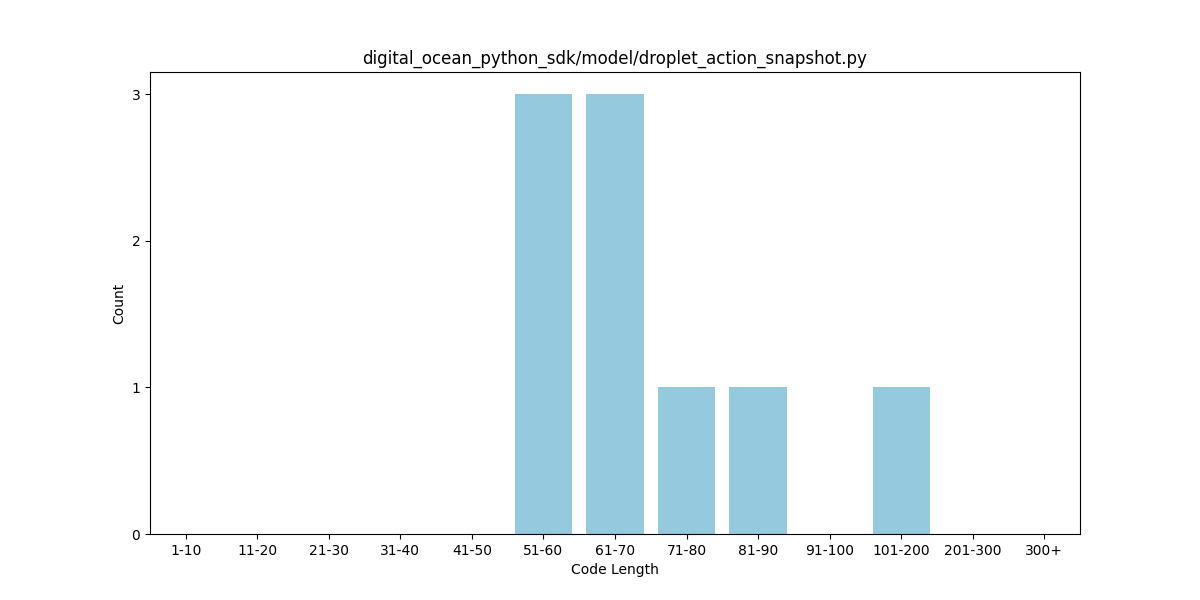 digital_ocean_python_sdk/model/droplet_action_snapshot.py
3
2
1
0
Count
1-10 11-20 21-30 31-40 41-50 51-60 61-70 71-80 81-90 91-100 101-200 201-300 300+
Code Length